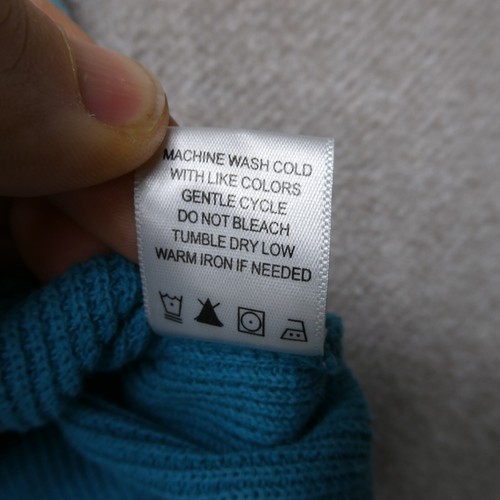 MACHINE WASH COLD
WITH LIKE COLORS
GENTLE CYCLE
DO NOT BLEACH
TUMBLE DRY LOW
WARM IRON IF NEEDED